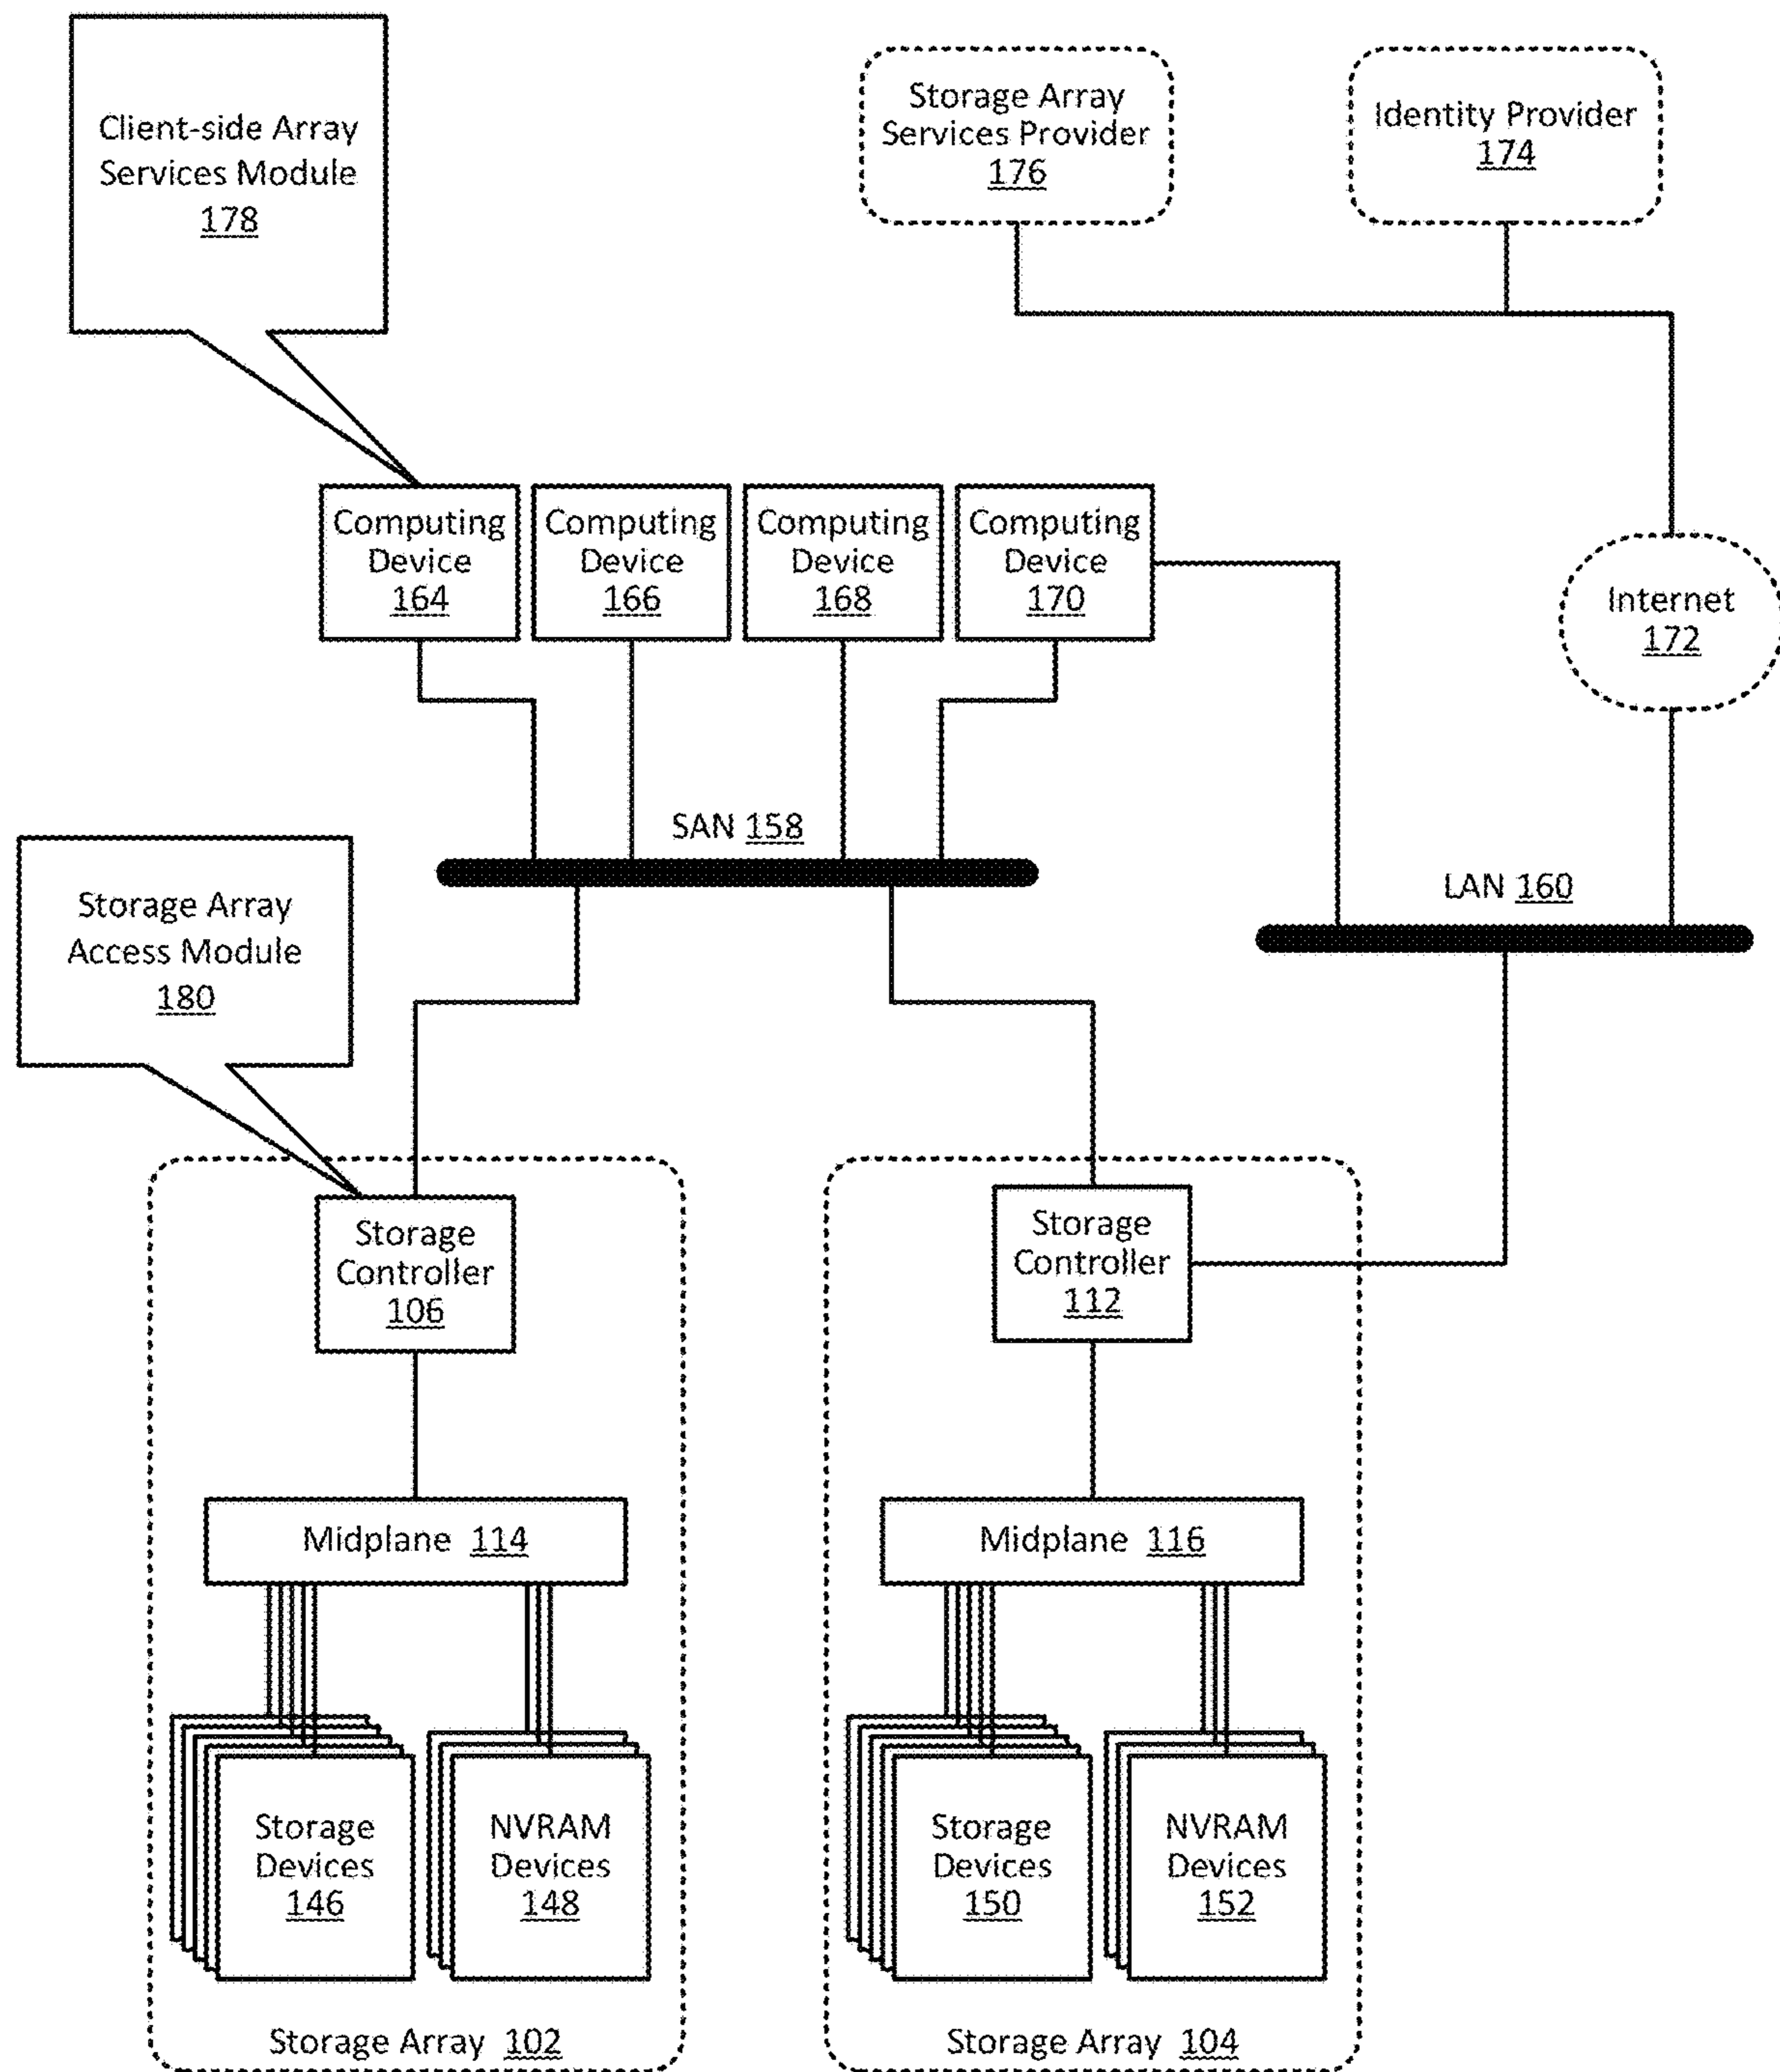 Client-side Array
Services Module
178
Storage Array
Services Provider
176
Identity Provider
174
Computing
Device
164
Computing
Device
166
Computing
Device
168
Computing
Device
170
Internet
172
SAN 158
LAN 160
Storage Array
Access Module
180
Storage
Controller
106
Storage
Controller
112
Midplane 114
Midplane 116
Storage
Devices
146
NVRAM
Devices
148
Storage
Devices
150
NVRAM
Devices
152
Storage Array 102
Storage Array 104